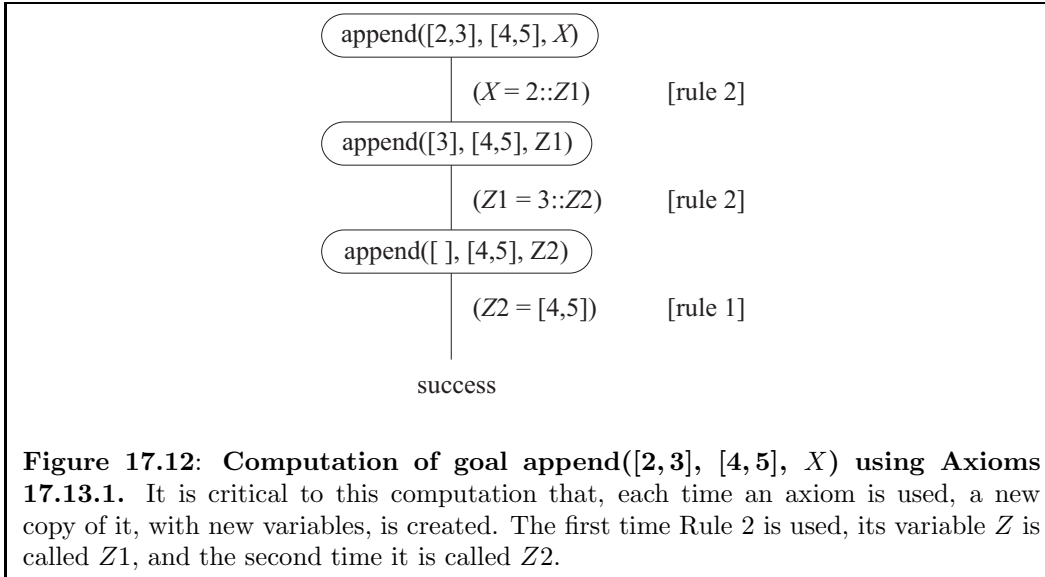 append([2,3], [4,5], X)
(X = 2::Z1) [rule 2]
append([3], [4,5], Z1)
(Z1 = 3::Z2) [rule 2]
append([ ], [4,5], Z2)
(Z2 = [4,5]) [rule 1]
success
Figure 17.12: Computation of goal append([2, 3], [4, 5], X) using Axioms
17.13.1. It is critical to this computation that, each time an axiom is used, a new
copy of it, with new variables, is created. The first time Rule 2 is used, its variable Z is
called Z1, and the second time it is called Z2.